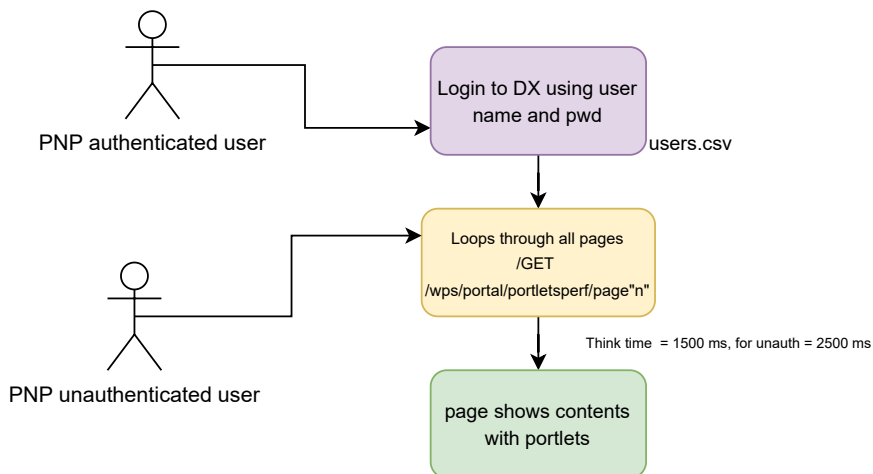 Login to DX using user
name and pwd
PNP authenticated user
users.csv
Loops through all pages
/GET
/wps/portal/portletsperf/page"n"
Think time  = 1500 ms, for unauth = 2500 ms
PNP unauthenticated user
page shows contents
with portlets